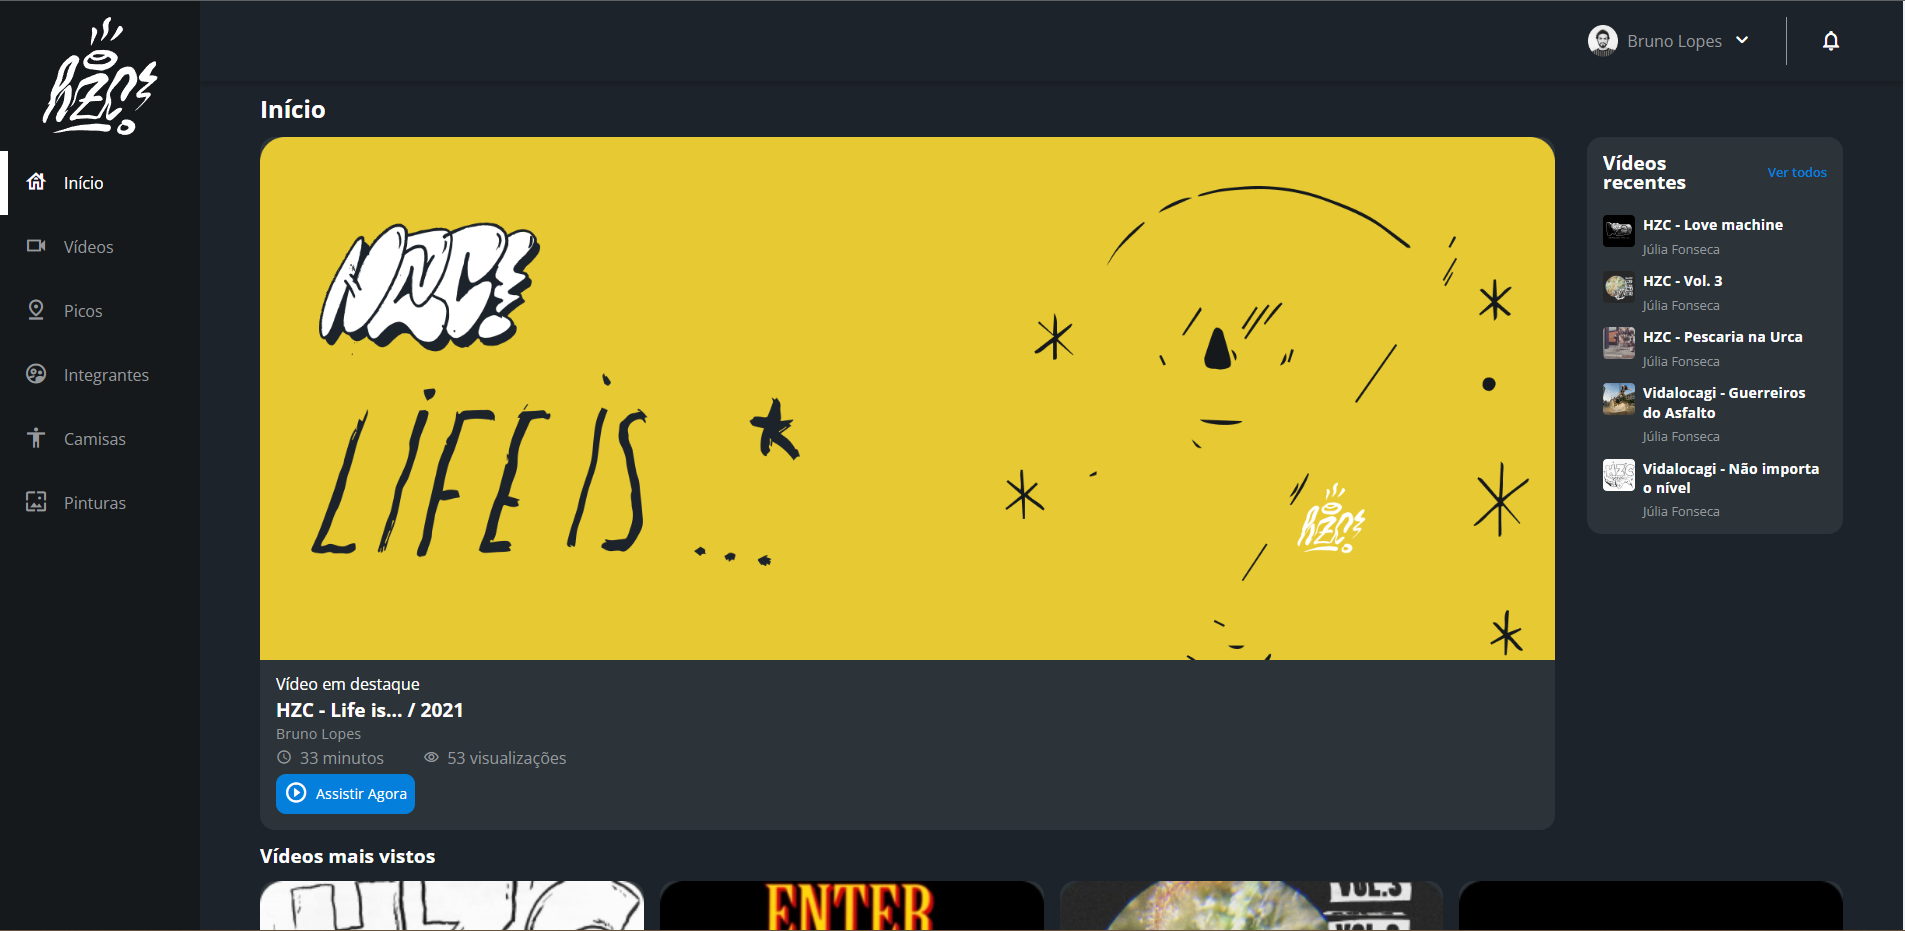 HZC!
Início
Vídeos
Picos
Integrantes
Camisas
Pinturas
Bruno Lopes
Início
HZC!
LIFE IS ...
HZC!
Vídeo em destaque
HZC - Life is... / 2021
Bruno Lopes
33 minutos
53 visualizações
Assistir Agora
Vídeos
recentes
Ver todos
HZC - Love machine
Júlia Fonseca
HZC - Vol. 3
Júlia Fonseca
HZC - Pescaria na Urca
Júlia Fonseca
Vidalocagi - Guerreiros
do Asfalto
Júlia Fonseca
Vidalocagi - Não importa
o nível
Júlia Fonseca
Vídeos mais vistos
ENTER
VOL.3